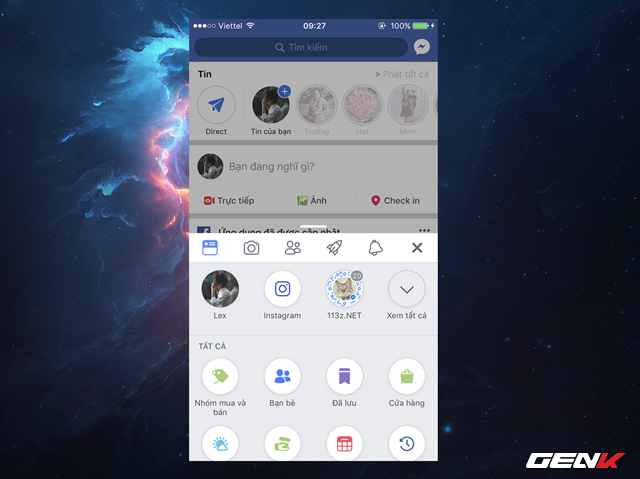 Viettel 09:27 100%
Tìm kiếm
Tin Phát tất cả
Direct Tin của bạn Trường Hat Minh
Bạn đang nghĩ gì?
Trực tiếp Ảnh Check in
Ứng dụng đã được cập nhật
20
Lex Instagram 113z.NET Xem tất cả
TẤT CẢ
Nhóm mua và bán Bạn bè Đã lưu Cửa hàng
GENK